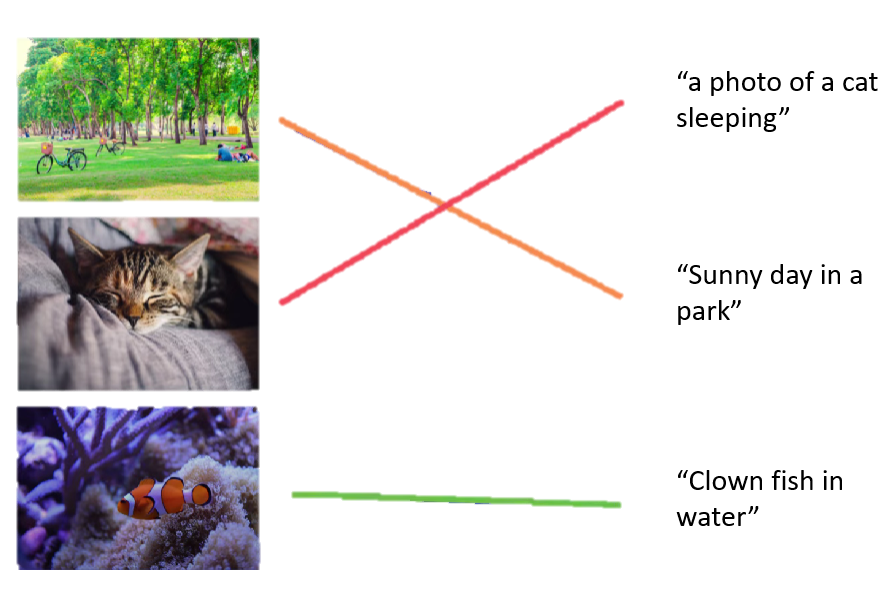 “a photo of a cat
sleeping”
“Sunny day in a
park”
“Clown fish in
water”